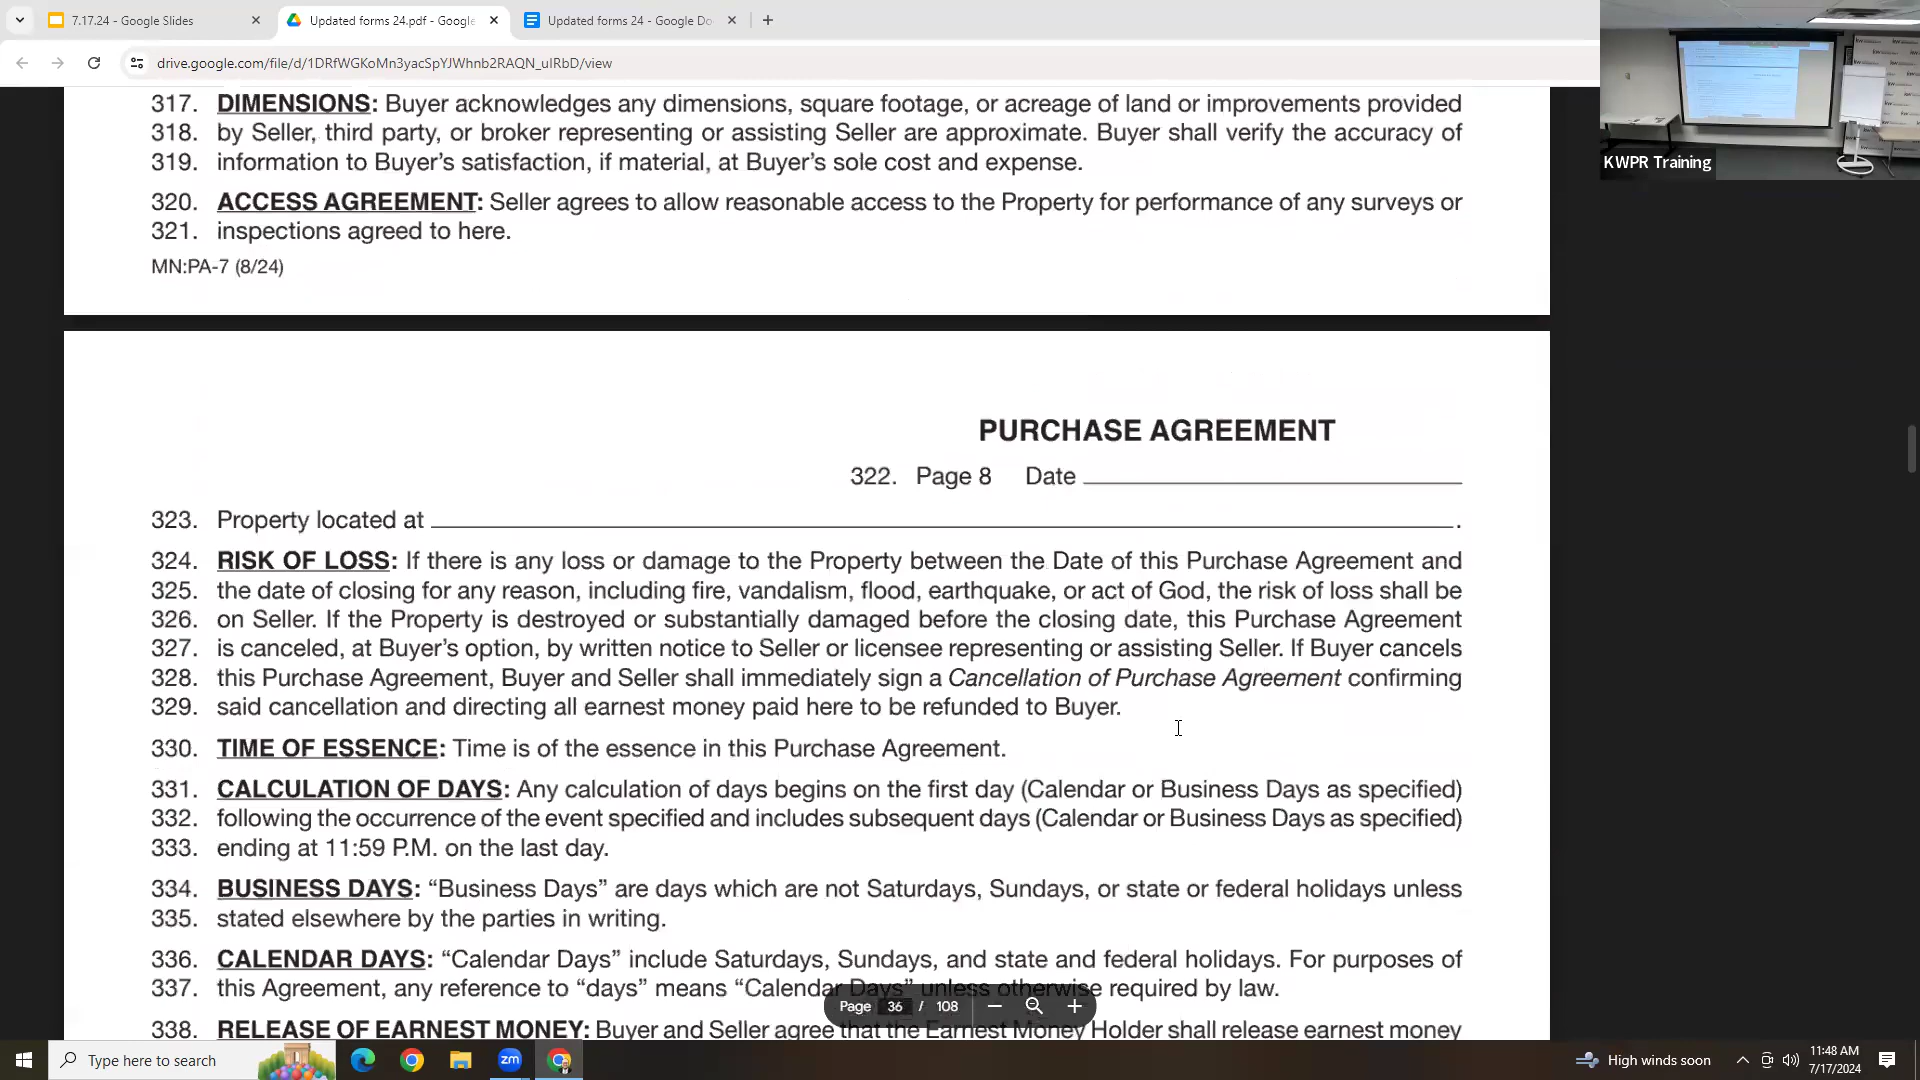 7.17.24 - Google Slides
Updated forms 24.pdf - Google
Updated forms 24 - Google Do
drive.google.com/file/d/1DRfWGKoMn3yacSpYJWhnb2RAQN_uIRbD/view
KWPR Training
317. DIMENSIONS: Buyer acknowledges any dimensions, square footage, or acreage of land or improvements provided
318. by Seller, third party, or broker representing or assisting Seller are approximate. Buyer shall verify the accuracy of
319. information to Buyer's satisfaction, if material, at Buyer's sole cost and expense.
320. ACCESS AGREEMENT: Seller agrees to allow reasonable access to the Property for performance of any surveys or
321. inspections agreed to here.
MN:PA-7 (8/24)
PURCHASE AGREEMENT
322. Page 8 Date
323. Property located at .
324. RISK OF LOSS: If there is any loss or damage to the Property between the Date of this Purchase Agreement and
325. the date of closing for any reason, including fire, vandalism, flood, earthquake, or act of God, the risk of loss shall be
326. on Seller. If the Property is destroyed or substantially damaged before the closing date, this Purchase Agreement
327. is canceled, at Buyer's option, by written notice to Seller or licensee representing or assisting Seller. If Buyer cancels
328. this Purchase Agreement, Buyer and Seller shall immediately sign a Cancellation of Purchase Agreement confirming
329. said cancellation and directing all earnest money paid here to be refunded to Buyer.
330. TIME OF ESSENCE: Time is of the essence in this Purchase Agreement.
331. CALCULATION OF DAYS: Any calculation of days begins on the first day (Calendar or Business Days as specified)
332. following the occurrence of the event specified and includes subsequent days (Calendar or Business Days as specified)
333. ending at 11:59 P.M. on the last day.
334. BUSINESS DAYS: "Business Days" are days which are not Saturdays, Sundays, or state or federal holidays unless
335. stated elsewhere by the parties in writing.
336. CALENDAR DAYS: "Calendar Days" include Saturdays, Sundays, and state and federal holidays. For purposes of
337. this Agreement, any reference to "days" means "Calendar Days" unless otherwise required by law.
Page 36 / 108
338. RELEASE OF EARNEST MONEY: Buyer and Seller agree that the Earnest Money Holder shall release earnest money
Type here to search
zm
High winds soon
11:48 AM
7/17/2024